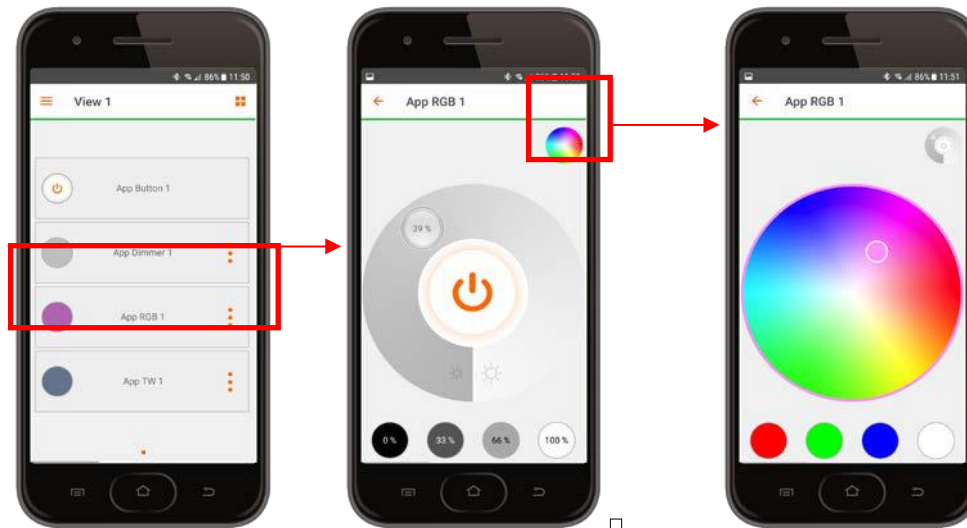 86% 11:50
View 1
App Button 1
App Dimmer 1
App RGB 1
App TW 1
App RGB 1
39 %
0 %
33 %
66 %
100 %
86% 11:51
App RGB 1